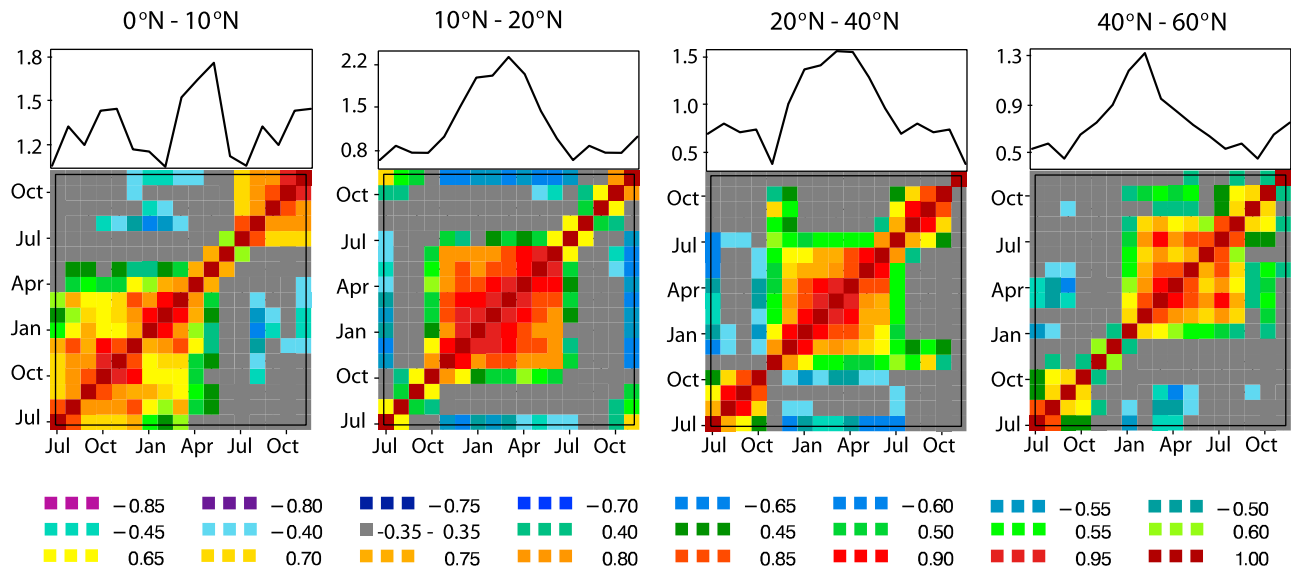 0°N - 10°N
10°N - 20°N
20°N - 40°N
40°N - 60°N
1.8
1.5
1.2
2.2
1.5
0.8
1.5
1.0
0.5
1.3
0.9
0.5
Oct
Jul
Apr
Jan
Oct
Jul
Oct
Jul
Apr
Jan
Oct
Jul
Oct
Jul
Apr
Jan
Oct
Jul
Oct
Jul
Apr
Jan
Oct
Jul
Jul Oct Jan Apr Jul Oct
Jul Oct Jan Apr Jul Oct
Jul Oct Jan Apr Jul Oct
Jul Oct Jan Apr Jul Oct
−0.85 −0.80 −0.75 −0.70 −0.65 −0.60 −0.55 −0.50
−0.45 −0.40 -0.35 - 0.35 0.40 0.45 0.50 0.55 0.60
0.65 0.70 0.75 0.80 0.85 0.90 0.95 1.00